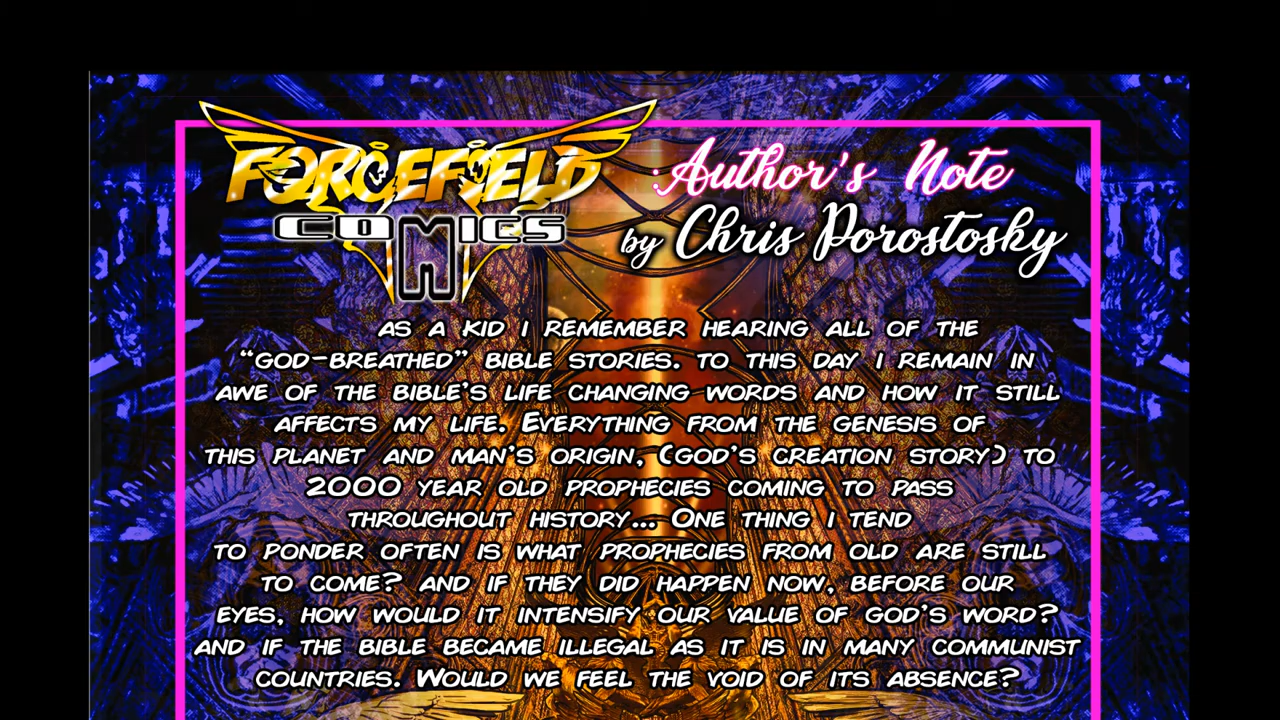 FORCEFIELD
COMICS
Author's Note
by Chris Porostosky
AS A KID I REMEMBER HEARING ALL OF THE
“GOD-BREATHED” BIBLE STORIES. TO THIS DAY I REMAIN IN
AWE OF THE BIBLE'S LIFE CHANGING WORDS AND HOW IT STILL
AFFECTS MY LIFE. EVERYTHING FROM THE GENESIS OF
THIS PLANET AND MAN'S ORIGIN, (GOD'S CREATION STORY) TO
2000 YEAR OLD PROPHECIES COMING TO PASS
THROUGHOUT HISTORY... ONE THING I TEND
TO PONDER OFTEN IS WHAT PROPHECIES FROM OLD ARE STILL
TO COME? AND IF THEY DID HAPPEN NOW, BEFORE OUR
EYES, HOW WOULD IT INTENSIFY OUR VALUE OF GOD'S WORD?
AND IF THE BIBLE BECAME ILLEGAL AS IT IS IN MANY COMMUNIST
COUNTRIES. WOULD WE FEEL THE VOID OF ITS ABSENCE?